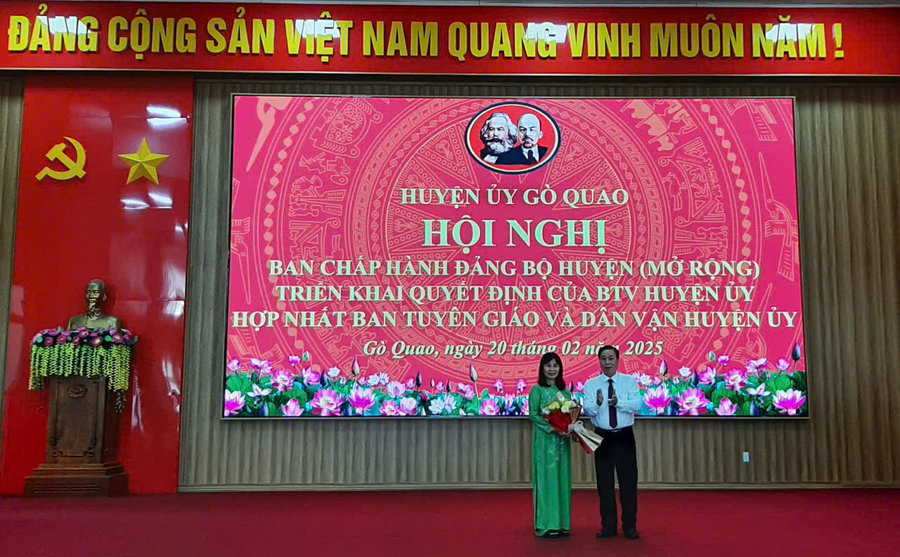 ĐẢNG CỘNG SẢN VIỆT NAM QUANG VINH MUÔN NĂM !
HUYỆN ỦY GÒ QUAO
HỘI NGHỊ
BAN CHẤP HÀNH ĐẢNG BỘ HUYỆN (MỞ RỘNG)
TRIỂN KHAI QUYẾT ĐỊNH CỦA BTV HUYỆN ỦY
HỢP NHẤT BAN TUYÊN GIÁO VÀ DÂN VẬN HUYỆN ỦY
Gò Quao, ngày 20 tháng 02 năm 2025